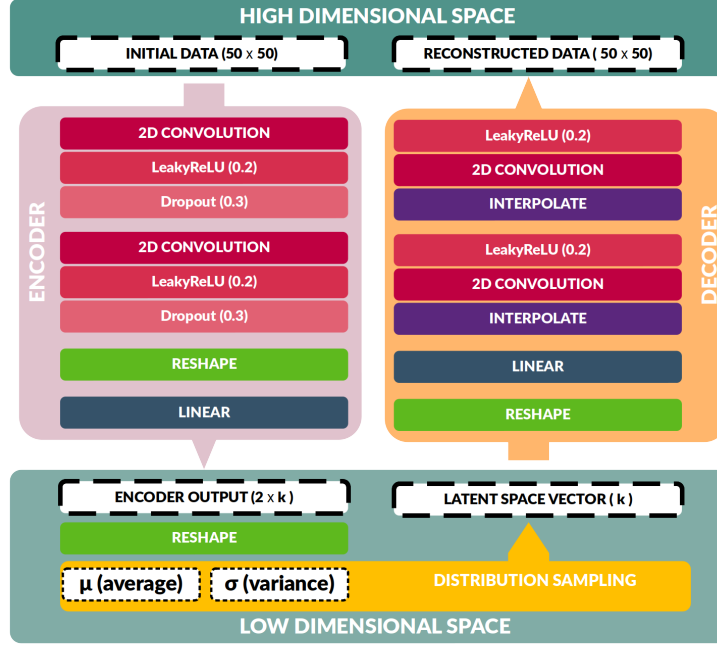 HIGH DIMENSIONAL SPACE
INITIAL DATA (50 x 50)
RECONSTRUCTED DATA ( 50 x 50)
ENCODER
2D CONVOLUTION
LeakyReLU (0.2)
Dropout (0.3)
2D CONVOLUTION
LeakyReLU (0.2)
Dropout (0.3)
RESHAPE
LINEAR
LeakyReLU (0.2)
2D CONVOLUTION
INTERPOLATE
LeakyReLU (0.2)
2D CONVOLUTION
INTERPOLATE
LINEAR
RESHAPE
DECODER
ENCODER OUTPUT (2 x k )
RESHAPE
LATENT SPACE VECTOR ( k )
μ (average)
σ (variance)
DISTRIBUTION SAMPLING
LOW DIMENSIONAL SPACE